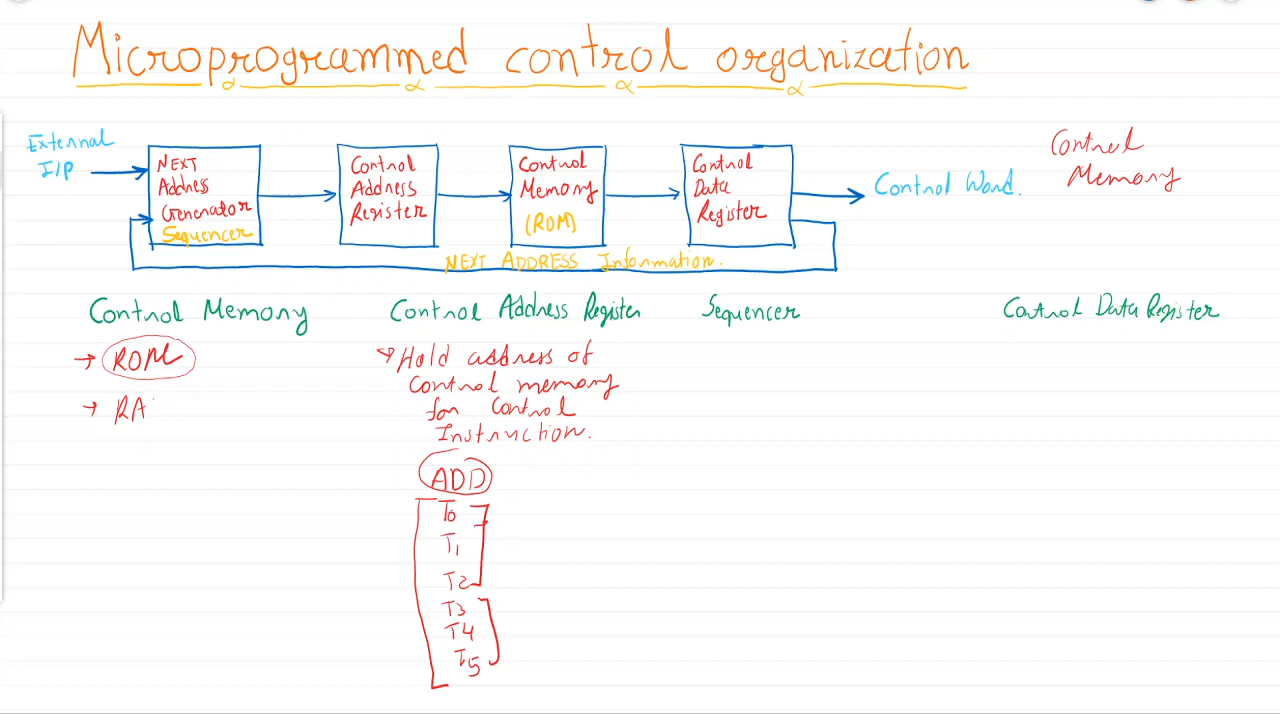 Microprogrammed control organization
External
I/P
NEXT
Address
Generator
Sequencer
Control
Address
Register
Control
Memory
(ROM)
Control
Data
Register
Control Word.
Control
Memory
NEXT ADDRESS Information.
Control Memory
→ ROM
→ RA
Control Address Register
→ Hold address of
control memory
for Control
Instruction.
ADD
T0
T1
T2
T3
T4
T5
Sequencer
Control Data Register